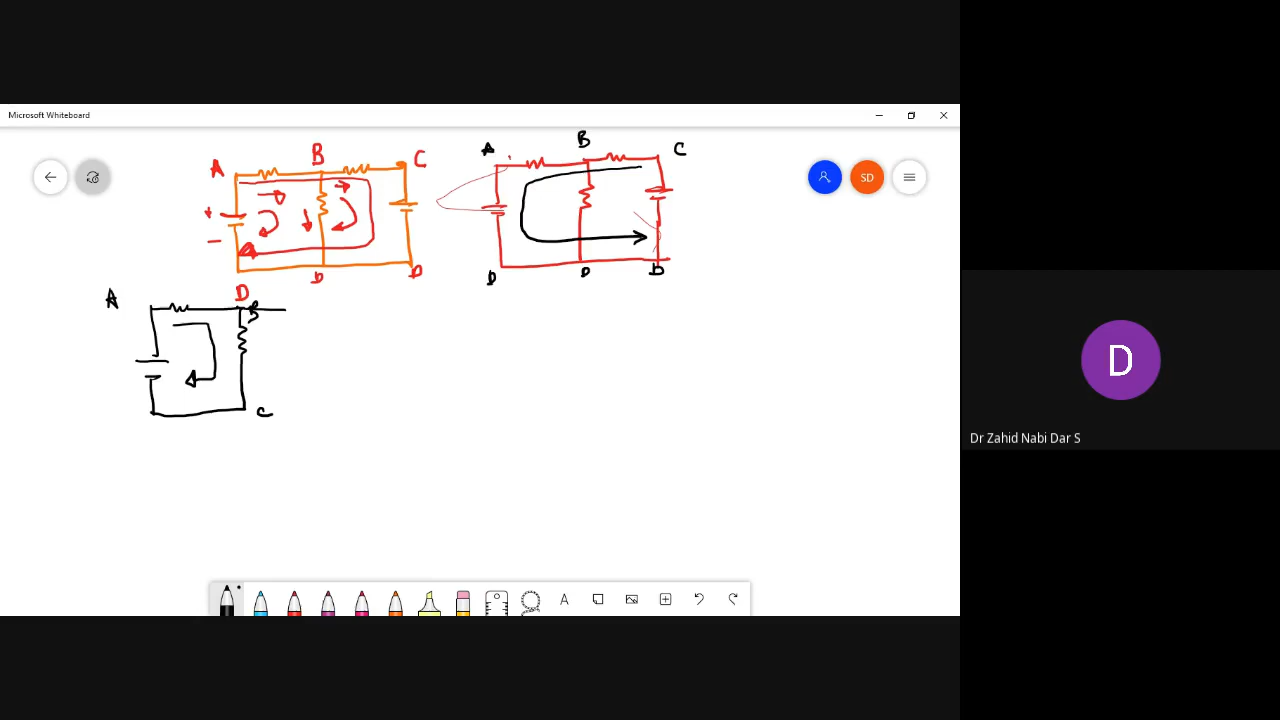 Microsoft Whiteboard
SD
A B C
+
-
D D
D
A B C
D D D
A B
C
A
D
Dr Zahid Nabi Dar S